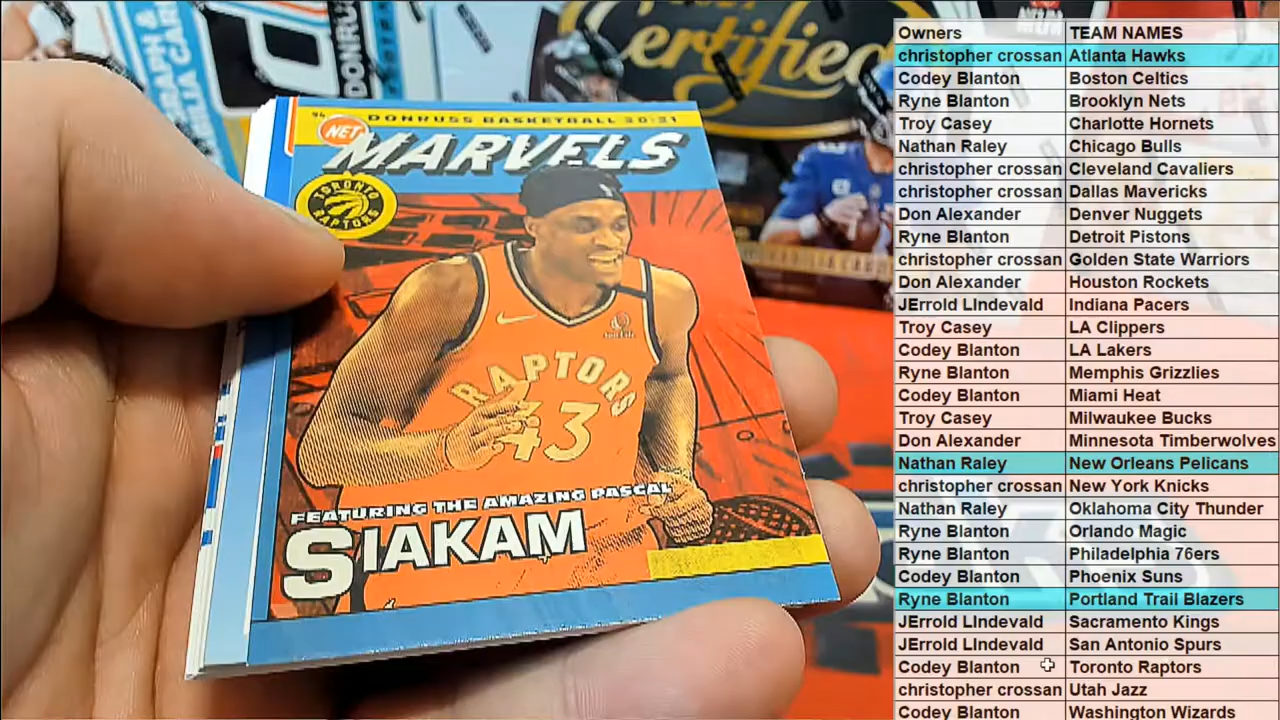 GRAPH &
BILIA CARD
DONRUSS
Certified
94 DONRUSS BASKETBALL 20:21
NET
MARVELS
TORONTO
RAPTORS
RAPTORS
43
FEATURING THE AMAZING PASCAL
SIAKAM
Owners TEAM NAMES
christopher crossan Atlanta Hawks
Codey Blanton Boston Celtics
Ryne Blanton Brooklyn Nets
Troy Casey Charlotte Hornets
Nathan Raley Chicago Bulls
christopher crossan Cleveland Cavaliers
christopher crossan Dallas Mavericks
Don Alexander Denver Nuggets
Ryne Blanton Detroit Pistons
christopher crossan Golden State Warriors
Don Alexander Houston Rockets
JErrold LIndevald Indiana Pacers
Troy Casey LA Clippers
Codey Blanton LA Lakers
Ryne Blanton Memphis Grizzlies
Codey Blanton Miami Heat
Troy Casey Milwaukee Bucks
Don Alexander Minnesota Timberwolves
Nathan Raley New Orleans Pelicans
christopher crossan New York Knicks
Nathan Raley Oklahoma City Thunder
Ryne Blanton Orlando Magic
Ryne Blanton Philadelphia 76ers
Codey Blanton Phoenix Suns
Ryne Blanton Portland Trail Blazers
JErrold LIndevald Sacramento Kings
JErrold LIndevald San Antonio Spurs
Codey Blanton Toronto Raptors
christopher crossan Utah Jazz
Codey Blanton Washington Wizards